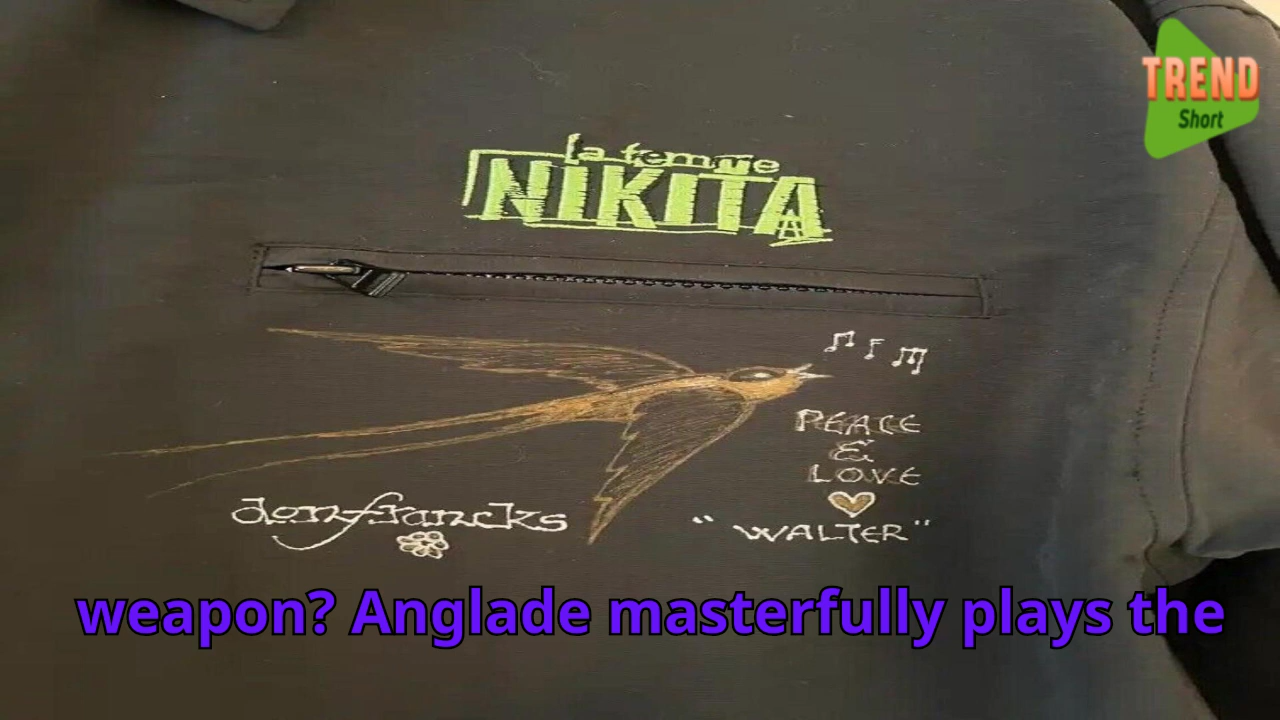 TREND
Short
la femme
NIKITA
PEACE
&
LOVE
"WALTER"
donfrancks
weapon? Anglade masterfully plays the